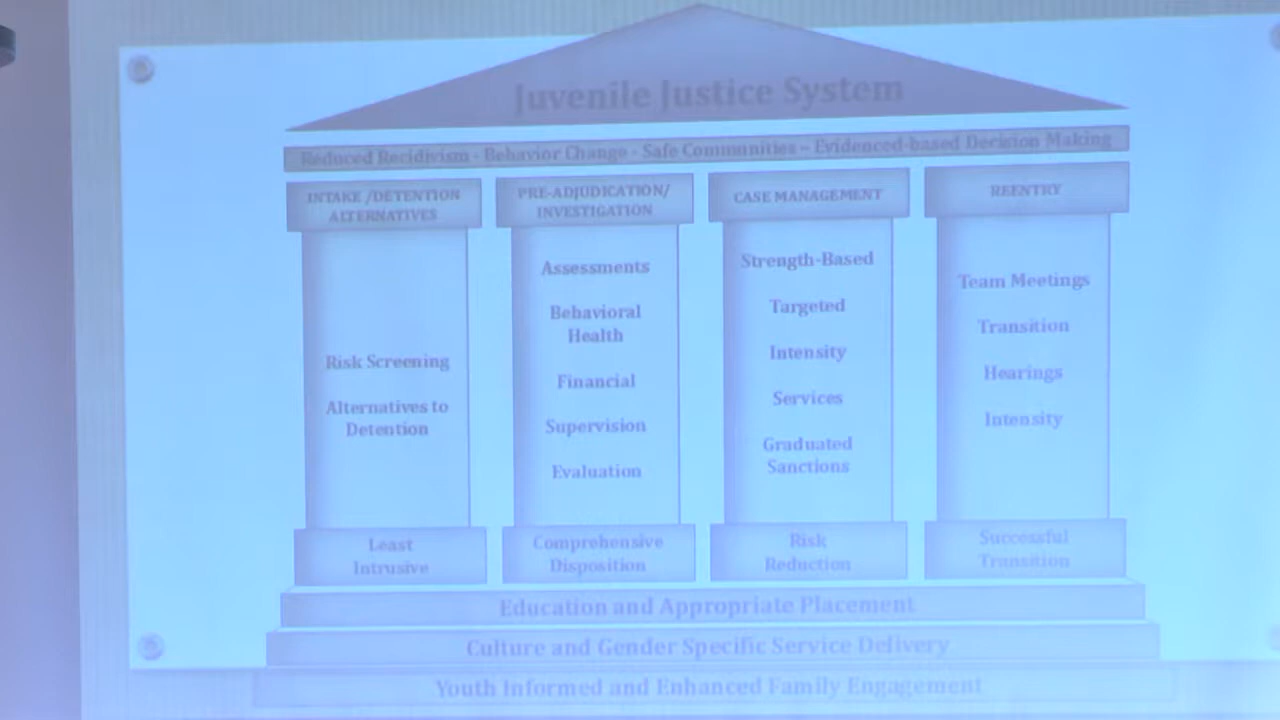 Juvenile Justice System
Reduced Recidivism - Behavior Change - Safe Communities – Evidenced-based Decision Making
INTAKE /DETENTION
ALTERNATIVES
Risk Screening
Alternatives to
Detention
Least
Intrusive
PRE-ADJUDICATION/
INVESTIGATION
Assessments
Behavioral
Health
Financial
Supervision
Evaluation
Comprehensive
Disposition
CASE MANAGEMENT
Strength-Based
Targeted
Intensity
Services
Graduated
Sanctions
Risk
Reduction
REENTRY
Team Meetings
Transition
Hearings
Intensity
Successful
Transition
Education and Appropriate Placement
Culture and Gender Specific Service Delivery
Youth Informed and Enhanced Family Engagement